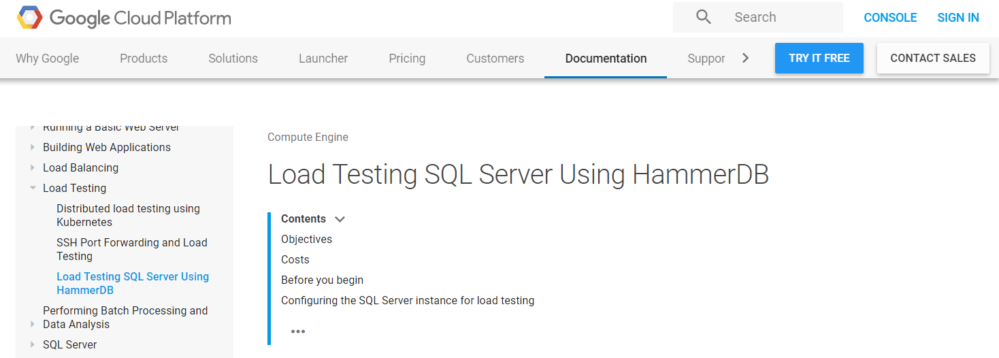 Google Cloud Platform
Search
CONSOLE
SIGN IN
Why Google
Products
Solutions
Launcher
Pricing
Customers
Documentation
Suppor
TRY IT FREE
CONTACT SALES
Running a Basic Web Server
Building Web Applications
Load Balancing
Load Testing
Distributed load testing using
Kubernetes
SSH Port Forwarding and Load
Testing
Load Testing SQL Server Using
HammerDB
Performing Batch Processing and
Data Analysis
SQL Server
Compute Engine
Load Testing SQL Server Using HammerDB
Contents
Objectives
Costs
Before you begin
Configuring the SQL Server instance for load testing